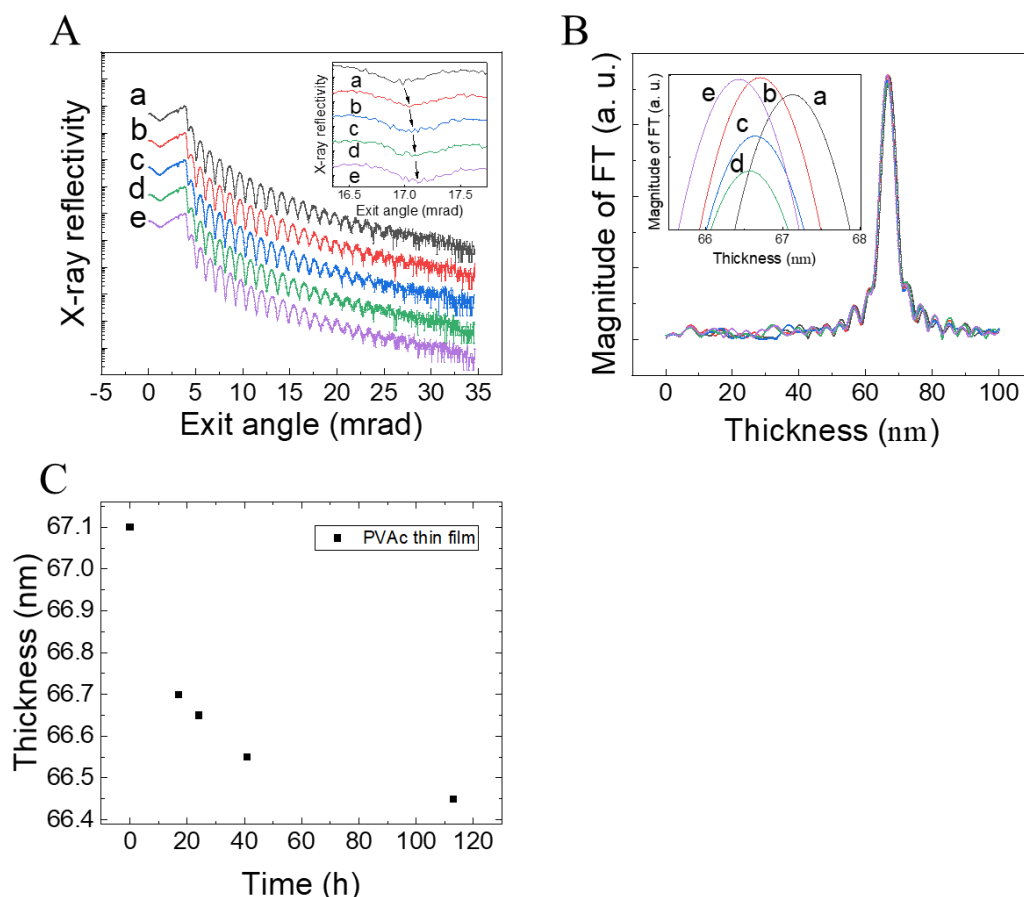 A
X-ray reflectivity
a
b
c
d
e
-5 0 5 10 15 20 25 30 35
Exit angle (mrad)
X-ray reflectivity
a
b
c
d
e
16.5 17.0 17.5
Exit angle (mrad)
B
Magnitude of FT (a. u.)
0 20 40 60 80 100
Thickness (nm)
Magnitude of FT (a. u.)
e b a
c
d
66 67 68
Thickness (nm)
C
Thickness (nm)
67.1
67.0
66.9
66.8
66.7
66.6
66.5
66.4
PVAc thin film
0 20 40 60 80 100 120
Time (h)